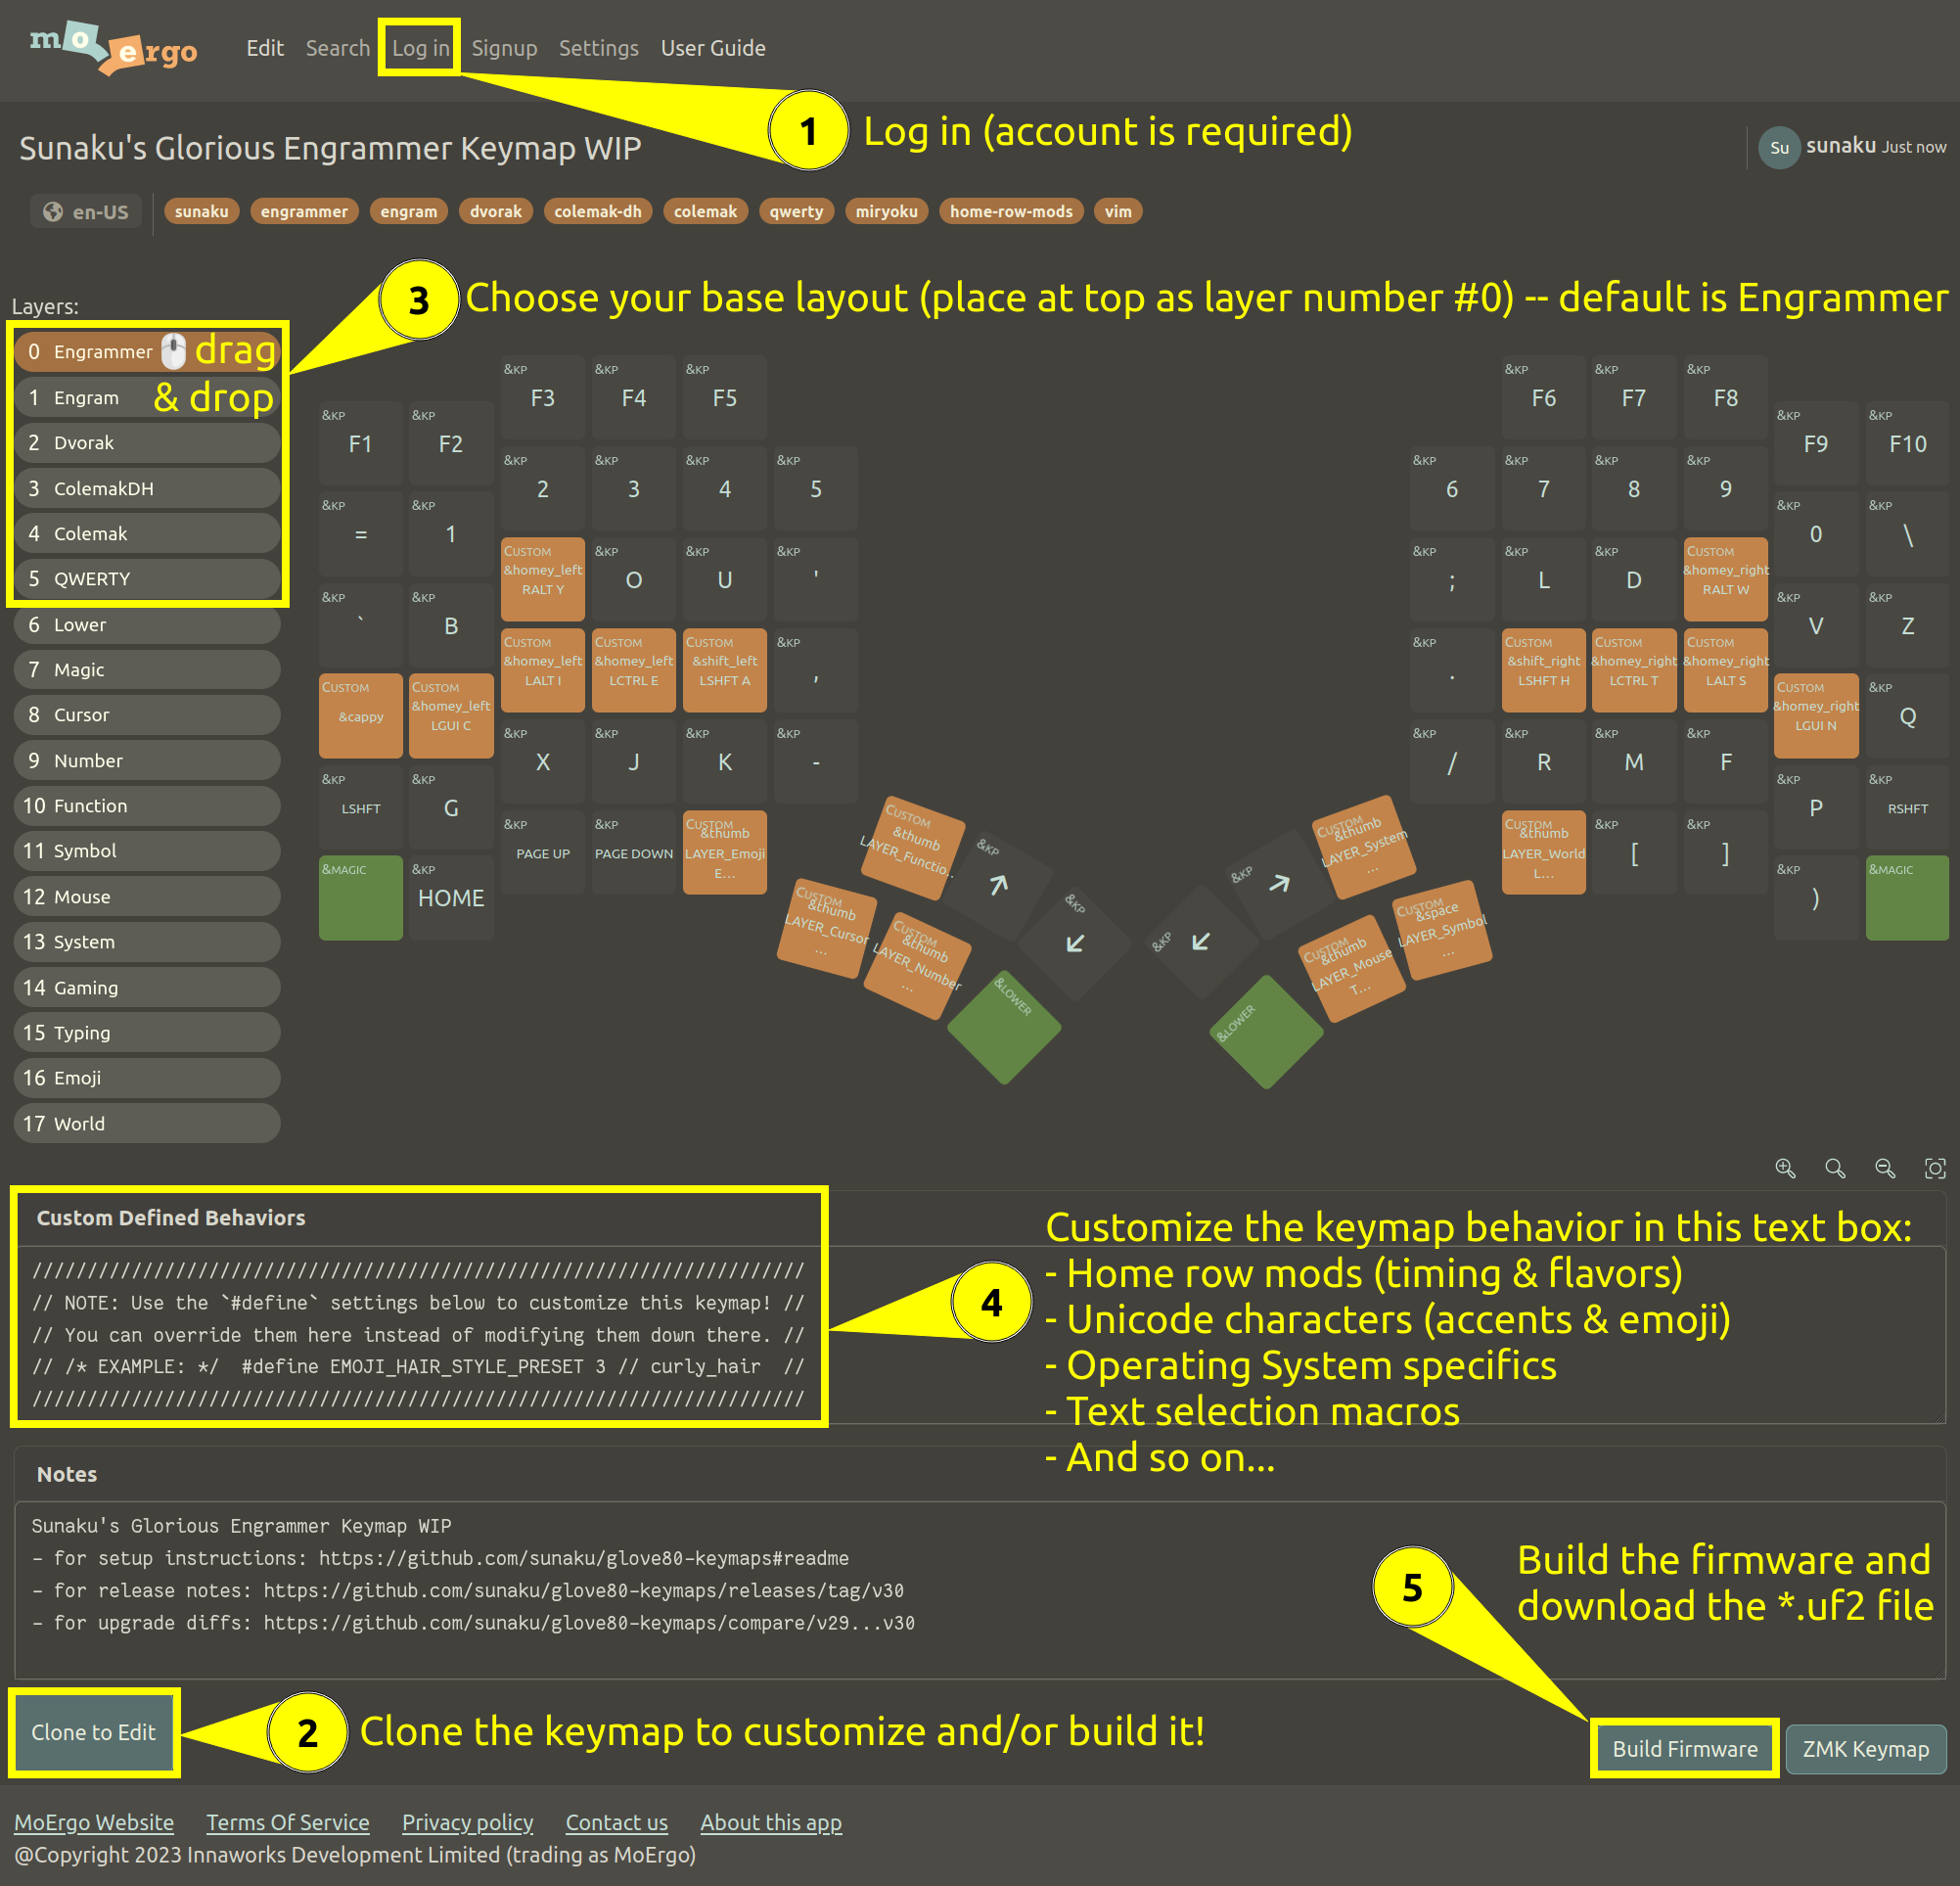 moergo
Edit Search Log in Signup Settings User Guide
1 Log in (account is required)
Sunaku's Glorious Engrammer Keymap WIP
Su sunaku Just now
en-US sunaku engrammer engram dvorak colemak-dh colemak qwerty miryoku home-row-mods vim
3 Choose your base layout (place at top as layer number #0) -- default is Engrammer
Layers:
0 Engrammer drag
1 Engram & drop
2 Dvorak
3 ColemakDH
4 Colemak
5 QWERTY
6 Lower
7 Magic
8 Cursor
9 Number
10 Function
11 Symbol
12 Mouse
13 System
14 Gaming
15 Typing
16 Emoji
17 World
&KP F3 &KP F4 &KP F5
&KP F1 &KP F2
&KP 2 &KP 3 &KP 4 &KP 5
&KP = &KP 1
CUSTOM &homey_left RALT Y &KP O &KP U &KP '
&KP ` &KP B
CUSTOM &homey_left LALT I CUSTOM &homey_left LCTRL E CUSTOM &shift_left LSHFT A &KP ,
CUSTOM &cappy CUSTOM &homey_left LGUI C
&KP X &KP J &KP K &KP -
&KP LSHFT &KP G
&KP PAGE UP &KP PAGE DOWN CUSTOM &thumb LAYER_Emoji E...
&MAGIC &KP HOME
CUSTOM &thumb LAYER_Functio... &KP ↗ &KP ↙
CUSTOM &thumb LAYER_Cursor ... CUSTOM &thumb LAYER_Number ... &LOWER
&KP F6 &KP F7 &KP F8
&KP F9 &KP F10
&KP 6 &KP 7 &KP 8 &KP 9
&KP 0 &KP \
&KP ; &KP L &KP D CUSTOM &homey_right RALT W
&KP V &KP Z
&KP . CUSTOM &shift_right LSHFT H CUSTOM &homey_right LCTRL T CUSTOM &homey_right LALT S
CUSTOM &homey_right LGUI N &KP Q
&KP / &KP R &KP M &KP F
&KP P &KP RSHFT
CUSTOM &thumb LAYER_World L... &KP [ &KP ]
&KP ) &MAGIC
&KP ↙ &KP ↗ CUSTOM &thumb LAYER_System ...
&LOWER CUSTOM &thumb LAYER_Mouse T... CUSTOM &space LAYER_Symbol ...
Custom Defined Behaviors
//////////////////////////////////////////////////////////////////////
// NOTE: Use the `#define` settings below to customize this keymap! //
// You can override them here instead of modifying them down there. //
// /* EXAMPLE: */  #define EMOJI_HAIR_STYLE_PRESET 3 // curly_hair  //
//////////////////////////////////////////////////////////////////////
4 Customize the keymap behavior in this text box:
- Home row mods (timing & flavors)
- Unicode characters (accents & emoji)
- Operating System specifics
- Text selection macros
- And so on...
Notes
Sunaku's Glorious Engrammer Keymap WIP
- for setup instructions: https://github.com/sunaku/glove80-keymaps#readme
- for release notes: https://github.com/sunaku/glove80-keymaps/releases/tag/v30
- for upgrade diffs: https://github.com/sunaku/glove80-keymaps/compare/v29...v30
5 Build the firmware and
download the *.uf2 file
Clone to Edit 2 Clone the keymap to customize and/or build it!
Build Firmware ZMK Keymap
MoErgo Website Terms Of Service Privacy policy Contact us About this app
@Copyright 2023 Innaworks Development Limited (trading as MoErgo)